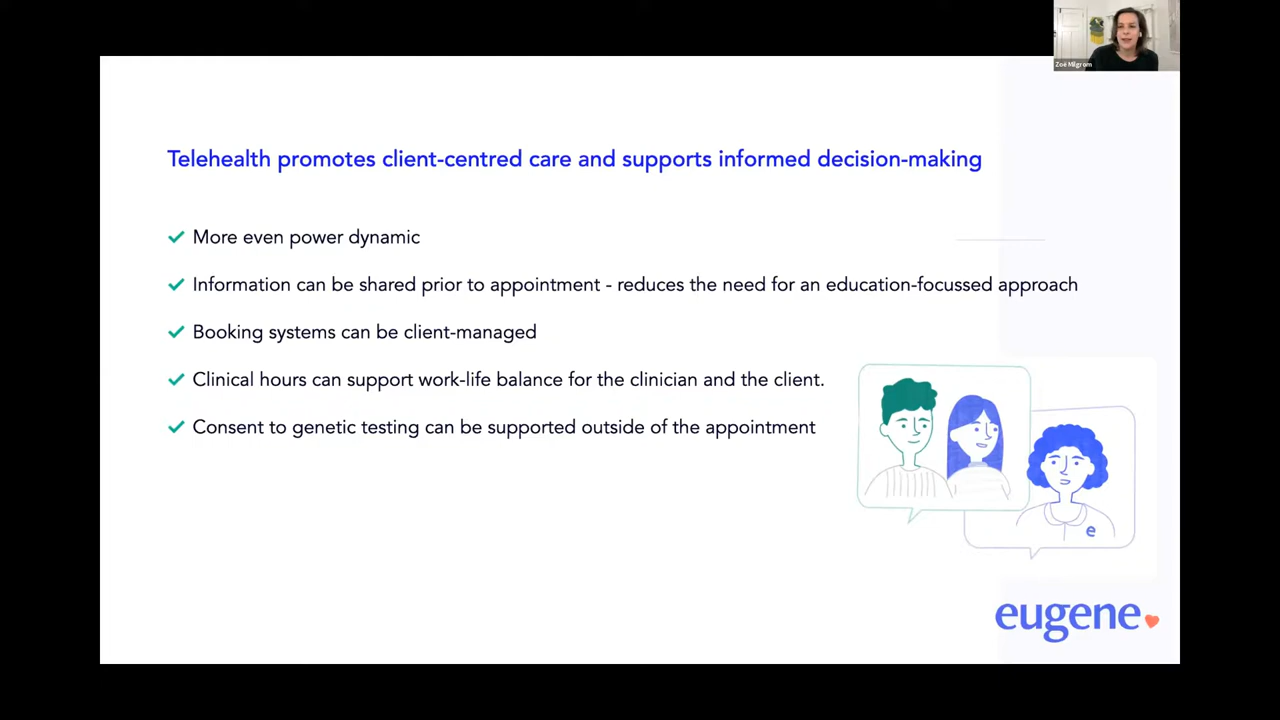 Zoë Milgrom
Telehealth promotes client-centred care and supports informed decision-making
More even power dynamic
Information can be shared prior to appointment - reduces the need for an education-focussed approach
Booking systems can be client-managed
Clinical hours can support work-life balance for the clinician and the client.
Consent to genetic testing can be supported outside of the appointment
e
eugene